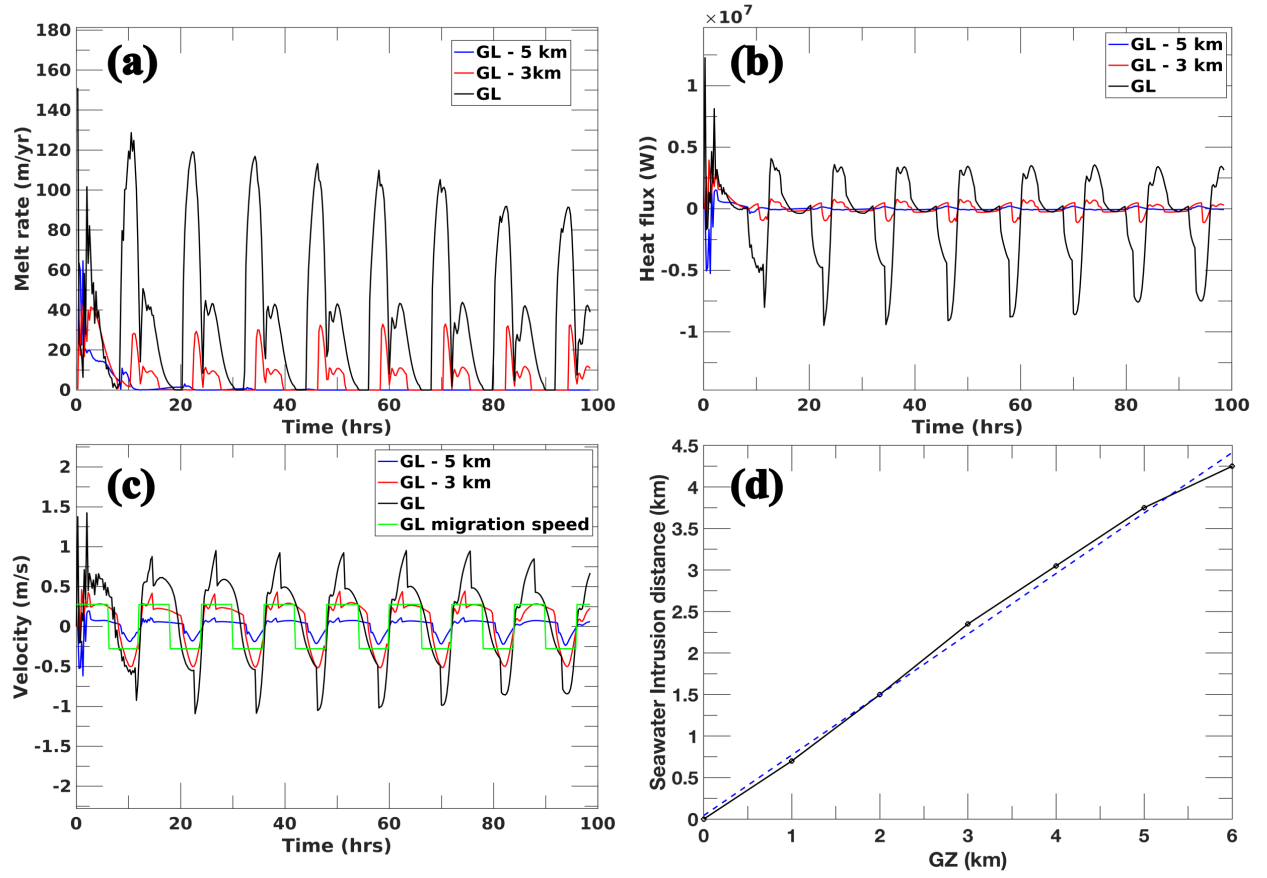 (a)
GL - 5 km
GL - 3km
GL
Melt rate (m/yr)
180
160
140
120
100
80
60
40
20
0
0 20 40 60 80 100
Time (hrs)
×10⁷
(b)
GL - 5 km
GL - 3 km
GL
Heat flux (W))
1
0.5
0
-0.5
-1
0 20 40 60 80 100
Time (hrs)
(c)
GL - 5 km
GL - 3 km
GL
GL migration speed
Velocity (m/s)
2
1.5
1
0.5
0
-0.5
-1
-1.5
-2
0 20 40 60 80 100
Time (hrs)
(d)
Seawater Intrusion distance (km)
4.5
4
3.5
3
2.5
2
1.5
1
0.5
0
0 1 2 3 4 5 6
GZ (km)